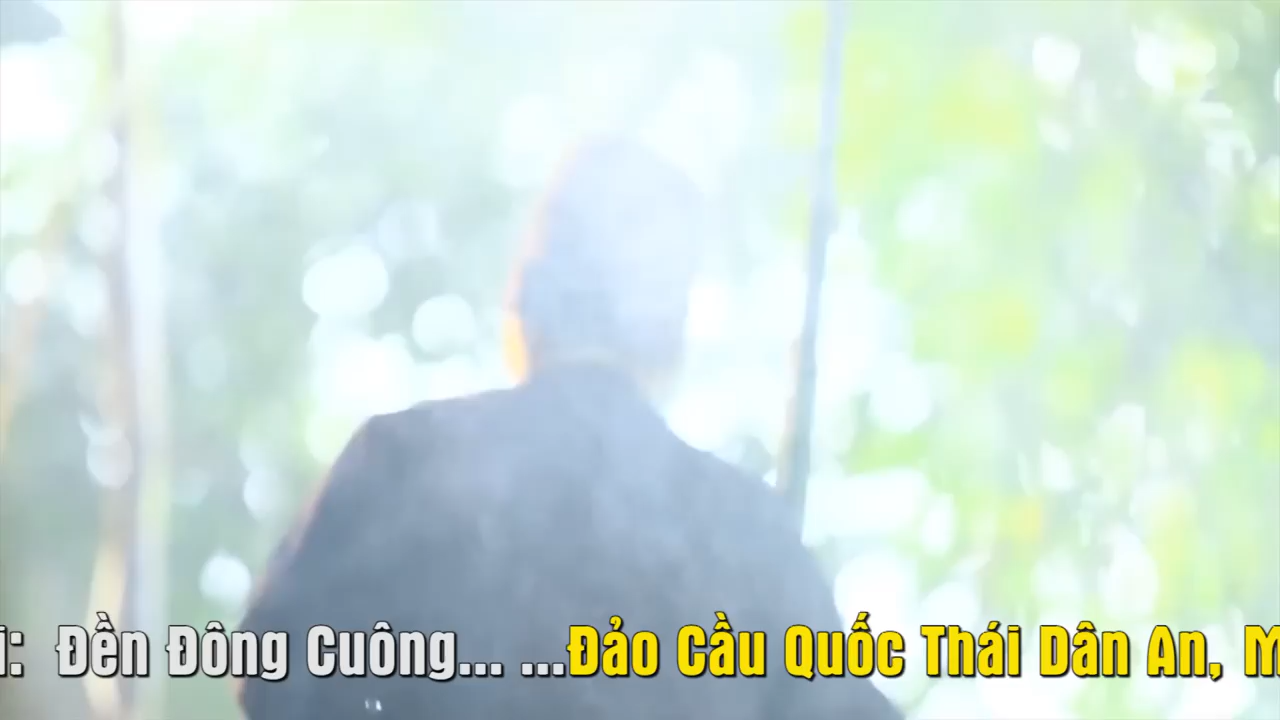 i:  Đền Đông Cuông... ...Đảo Cầu Quốc Thái Dân An, M